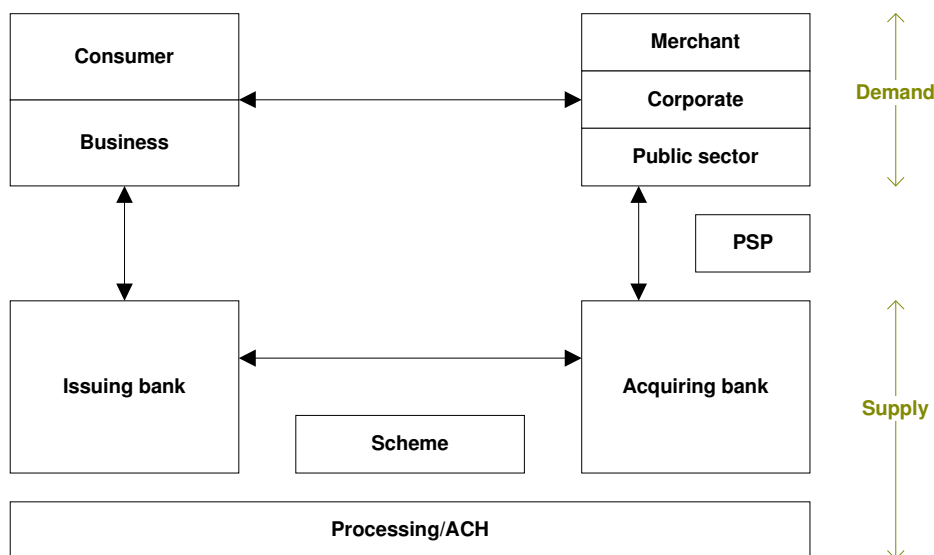 Consumer
Business
Merchant
Corporate
Public sector
Demand
PSP
Issuing bank
Acquiring bank
Supply
Scheme
Processing/ACH